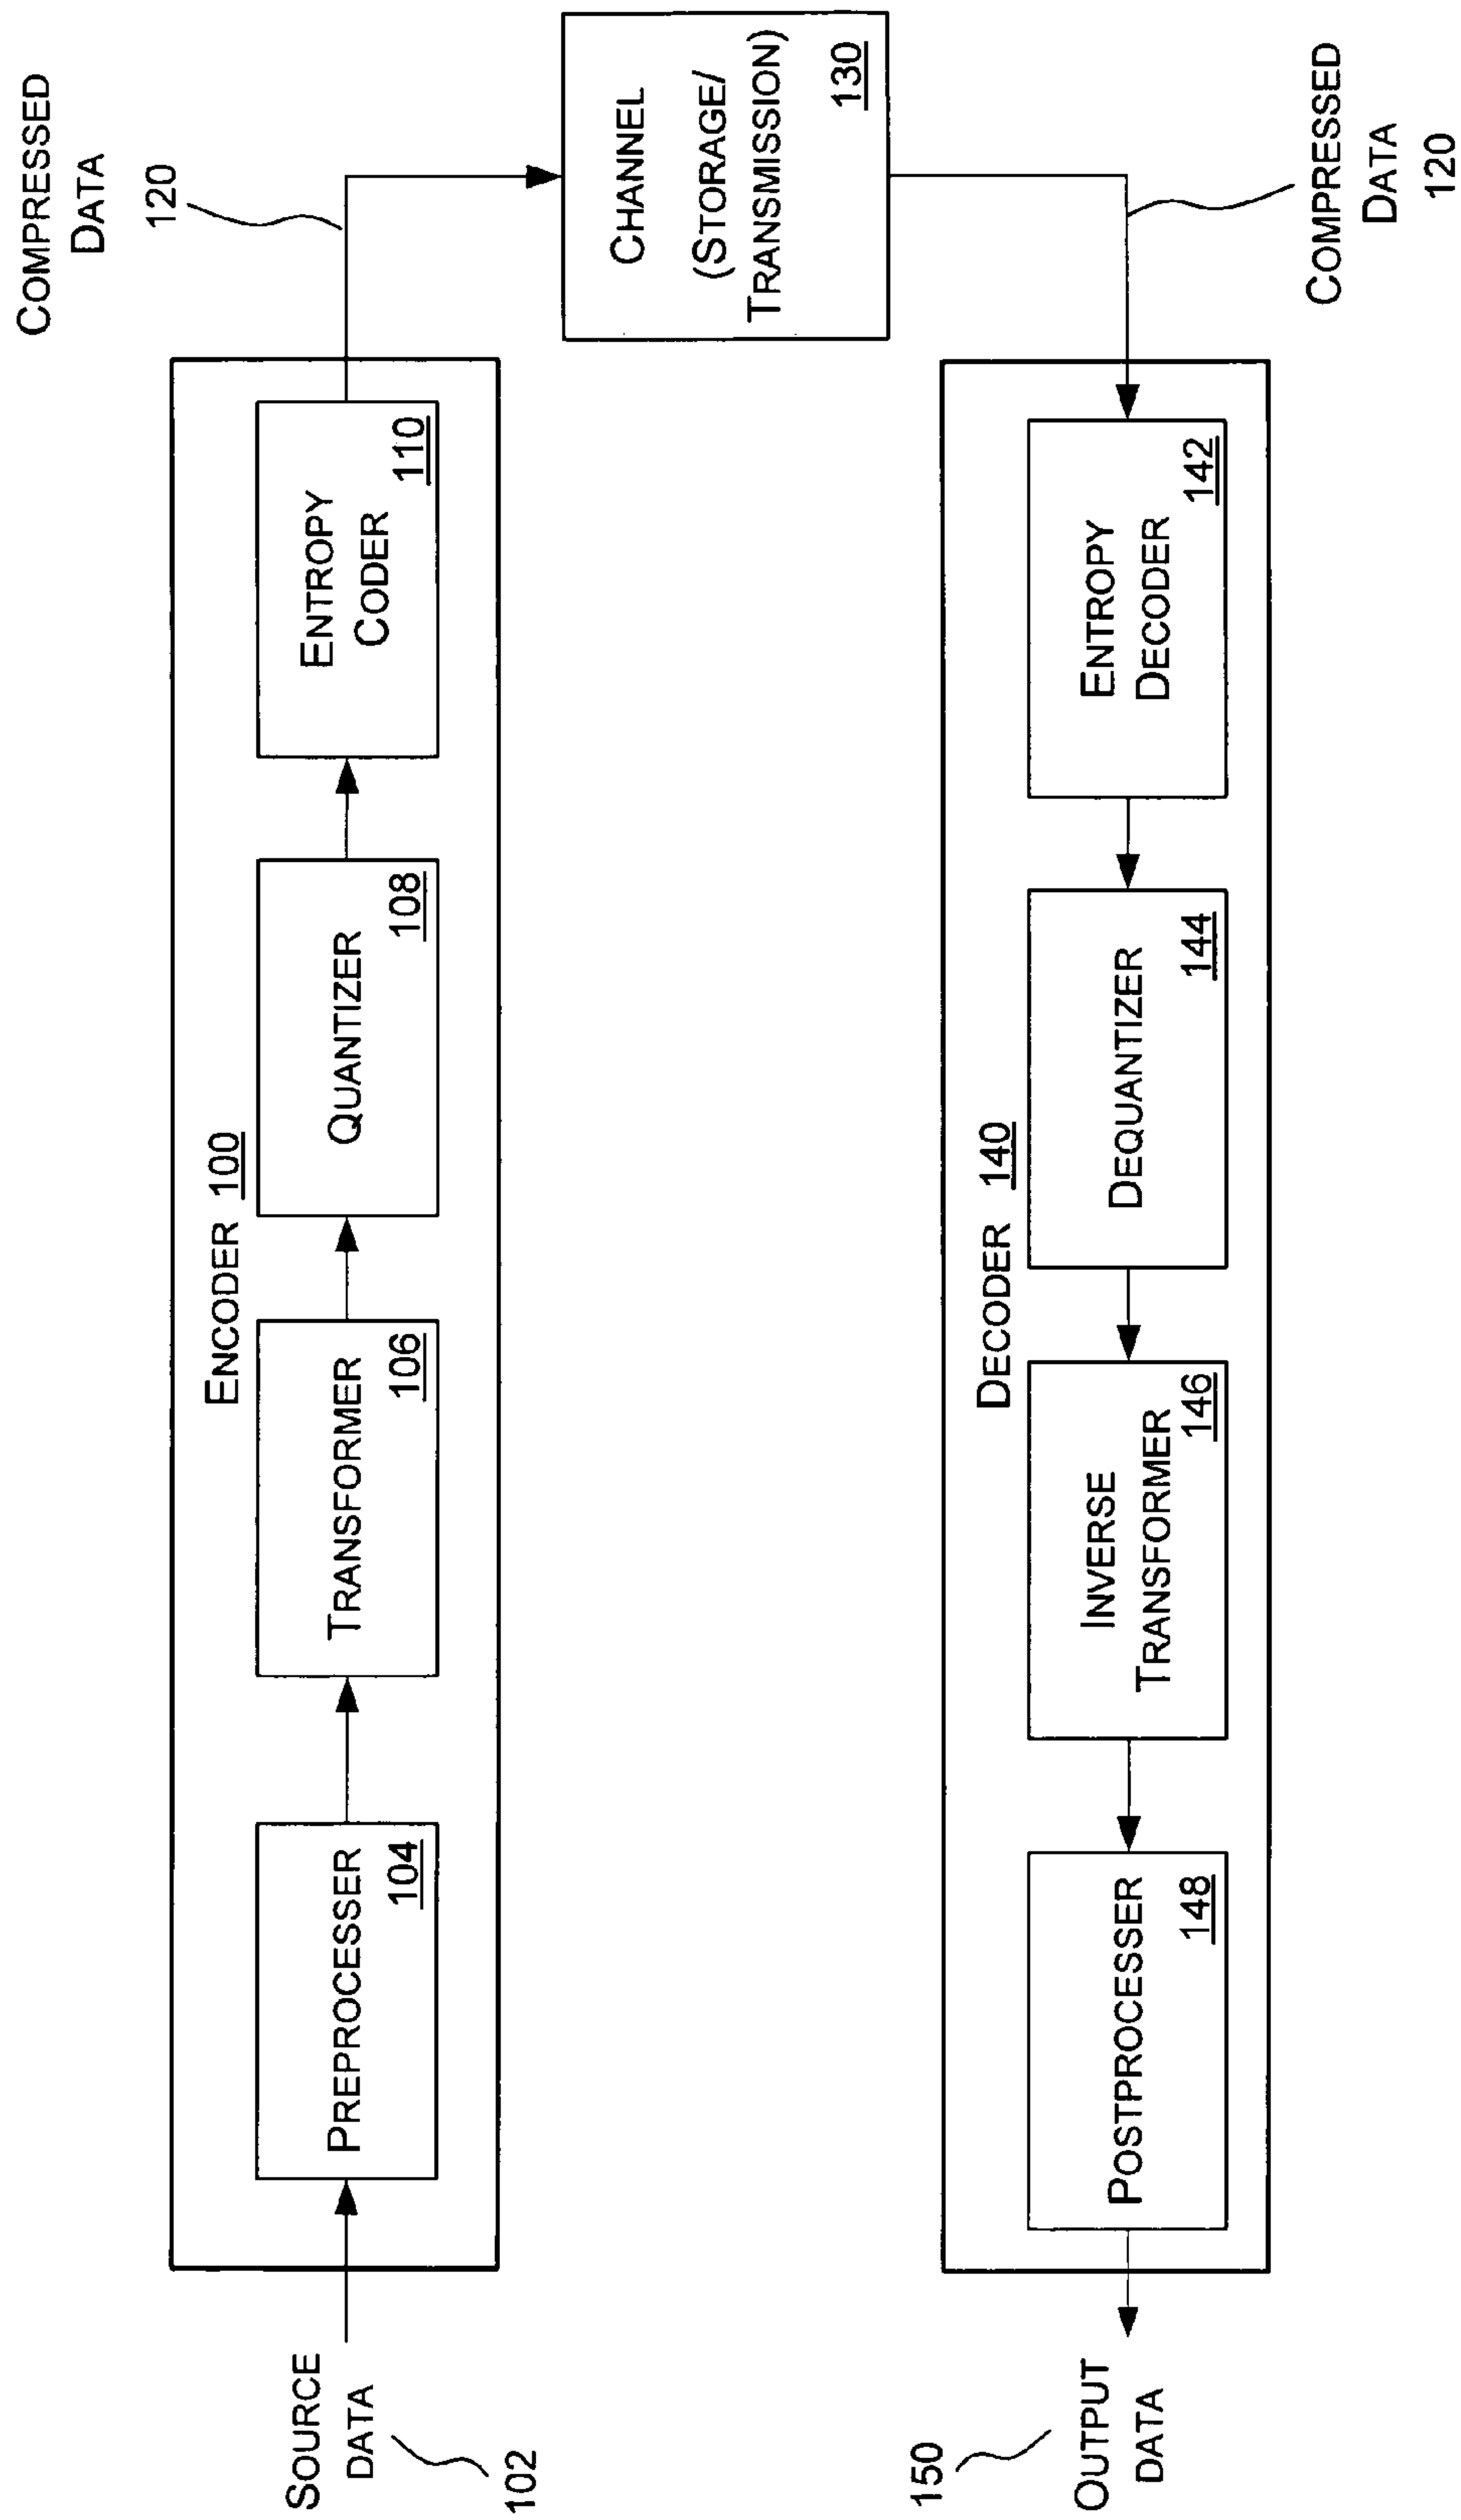 SOURCE
DATA
102
ENCODER 100
PREPROCESSER
104
TRANSFORMER
106
QUANTIZER
108
ENTROPY
CODER
110
COMPRESSED
DATA
120
CHANNEL
(STORAGE/
TRANSMISSION)
130
COMPRESSED
DATA
120
DECODER 140
ENTROPY
DECODER
142
DEQUANTIZER
144
INVERSE
TRANSFORMER
146
POSTPROCESSER
148
150
OUTPUT
DATA